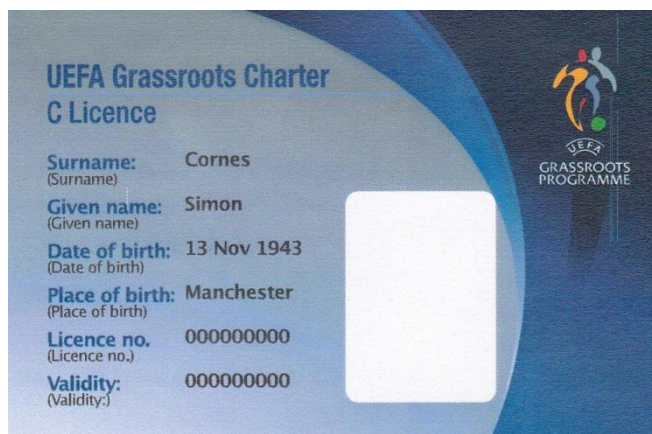 UEFA Grassroots Charter
C Licence
Surname: Cornes
(Surname)
Given name: Simon
(Given name)
Date of birth: 13 Nov 1943
(Date of birth)
Place of birth: Manchester
(Place of birth)
Licence no. 000000000
(Licence no.)
Validity: 000000000
(Validity:)
UEFA
GRASSROOTS
PROGRAMME